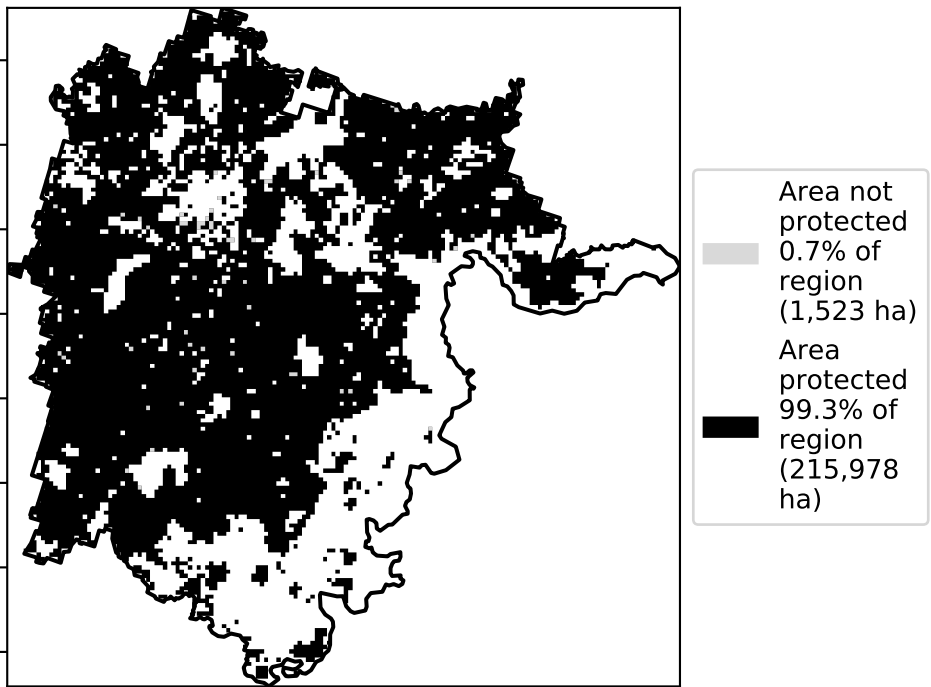 Area not
protected
0.7% of
region
(1,523 ha)
Area
protected
99.3% of
region
(215,978
ha)